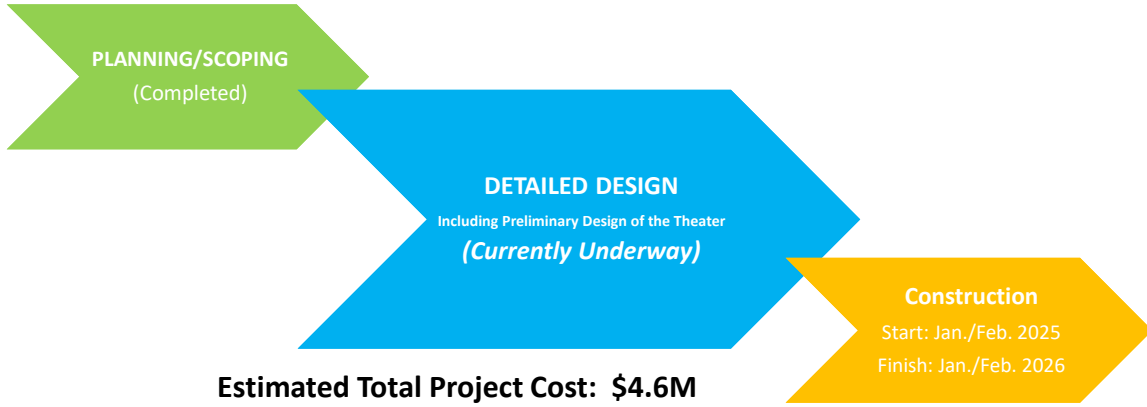 PLANNING/SCOPING
(Completed)
DETAILED DESIGN
Including Preliminary Design of the Theater
(Currently Underway)
Construction
Start: Jan./Feb. 2025
Finish: Jan./Feb. 2026
Estimated Total Project Cost:  $4.6M